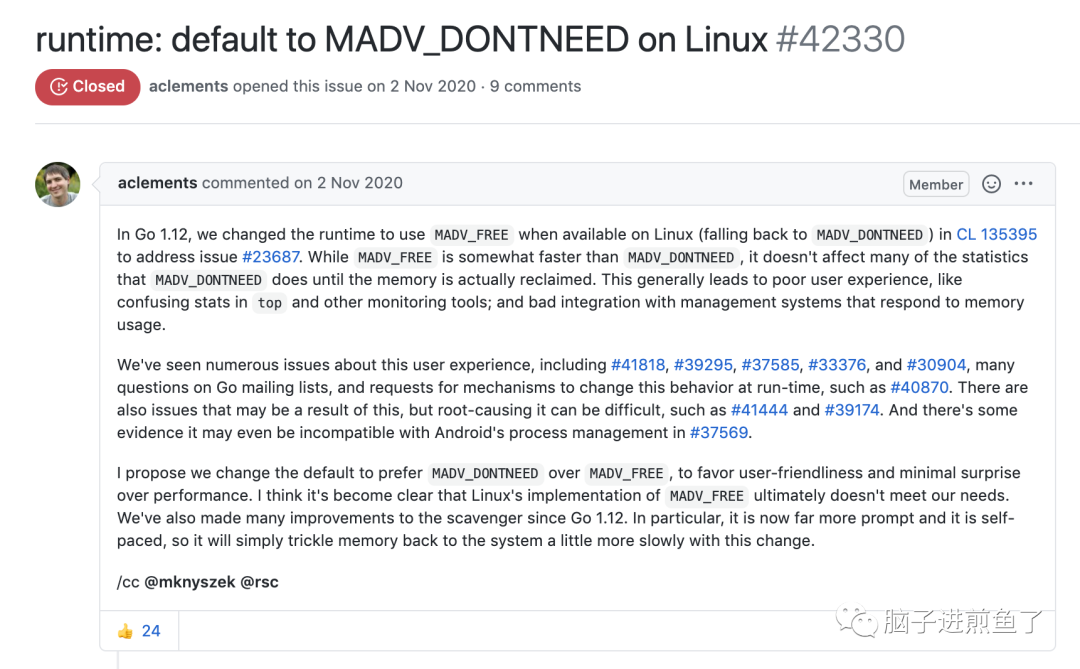 runtime: default to MADV_DONTNEED on Linux #42330
Closed aclements opened this issue on 2 Nov 2020 · 9 comments
aclements commented on 2 Nov 2020 Member
In Go 1.12, we changed the runtime to use MADV_FREE when available on Linux (falling back to MADV_DONTNEED ) in CL 135395
to address issue #23687. While MADV_FREE is somewhat faster than MADV_DONTNEED , it doesn't affect many of the statistics
that MADV_DONTNEED does until the memory is actually reclaimed. This generally leads to poor user experience, like
confusing stats in top and other monitoring tools; and bad integration with management systems that respond to memory
usage.
We've seen numerous issues about this user experience, including #41818, #39295, #37585, #33376, and #30904, many
questions on Go mailing lists, and requests for mechanisms to change this behavior at run-time, such as #40870. There are
also issues that may be a result of this, but root-causing it can be difficult, such as #41444 and #39174. And there's some
evidence it may even be incompatible with Android's process management in #37569.
I propose we change the default to prefer MADV_DONTNEED over MADV_FREE , to favor user-friendliness and minimal surprise
over performance. I think it's become clear that Linux's implementation of MADV_FREE ultimately doesn't meet our needs.
We've also made many improvements to the scavenger since Go 1.12. In particular, it is now far more prompt and it is self-
paced, so it will simply trickle memory back to the system a little more slowly with this change.
/cc @mknyszek @rsc
👍 24
脑子进煎鱼了